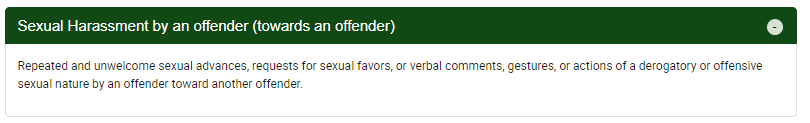 Sexual Harassment by an offender (towards an offender)
-
Repeated and unwelcome sexual advances, requests for sexual favors, or verbal comments, gestures, or actions of a derogatory or offensive
sexual nature by an offender toward another offender.